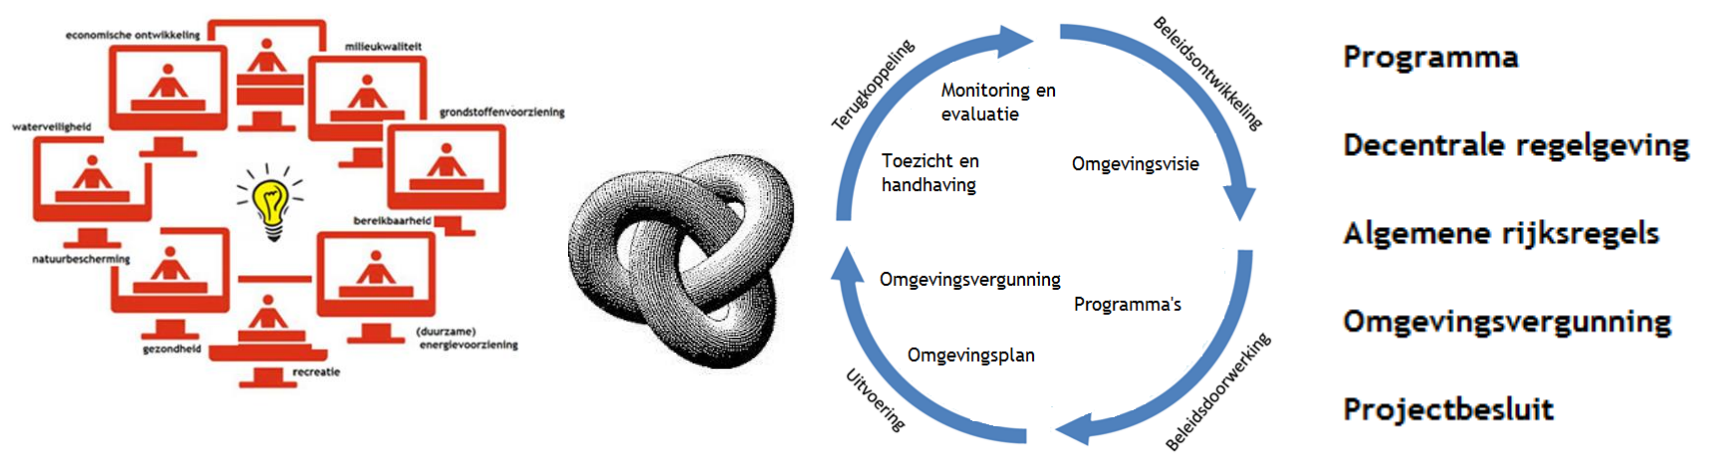 economische ontwikkeling
milieukwaliteit
grondstoffenvoorziening
waterveiligheid
bereikbaarheid
natuurbescherming
(duurzame)
energievoorziening
gezondheid
recreatie
Terugkoppeling
Beleidsontwikkeling
Monitoring en
evaluatie
Toezicht en
handhaving
Omgevingsvisie
Omgevingsvergunning
Programma's
Omgevingsplan
Uitvoering
Beleidsdoorwerking
Programma
Decentrale regelgeving
Algemene rijksregels
Omgevingsvergunning
Projectbesluit